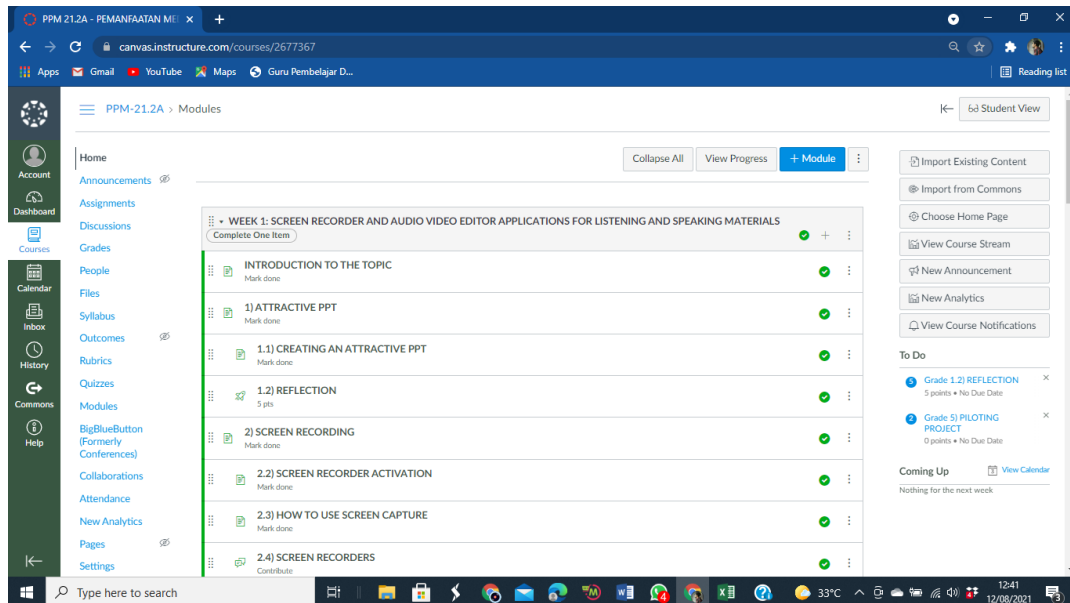 PPM 21.2A - PEMANFAATAN MEI
canvas.instructure.com/courses/2677367
Apps Gmail YouTube Maps Guru Pembelajar D... Reading list
PPM-21.2A > Modules
Student View
Account
Dashboard
Courses
Calendar
Inbox
History
Commons
Help
Home
Announcements
Assignments
Discussions
Grades
People
Files
Syllabus
Outcomes
Rubrics
Quizzes
Modules
BigBlueButton
(Formerly
Conferences)
Collaborations
Attendance
New Analytics
Pages
Settings
Collapse All View Progress + Module
WEEK 1: SCREEN RECORDER AND AUDIO VIDEO EDITOR APPLICATIONS FOR LISTENING AND SPEAKING MATERIALS
Complete One Item
INTRODUCTION TO THE TOPIC
Mark done
1) ATTRACTIVE PPT
Mark done
1.1) CREATING AN ATTRACTIVE PPT
Mark done
1.2) REFLECTION
5 pts
2) SCREEN RECORDING
Mark done
2.2) SCREEN RECORDER ACTIVATION
Mark done
2.3) HOW TO USE SCREEN CAPTURE
Mark done
2.4) SCREEN RECORDERS
Contribute
Import Existing Content
Import from Commons
Choose Home Page
View Course Stream
New Announcement
New Analytics
View Course Notifications
To Do
5 Grade 1.2) REFLECTION
5 points • No Due Date
2 Grade 5) PILOTING
PROJECT
0 points • No Due Date
Coming Up View Calendar
Nothing for the next week
Type here to search
33°C
12:41
12/08/2021